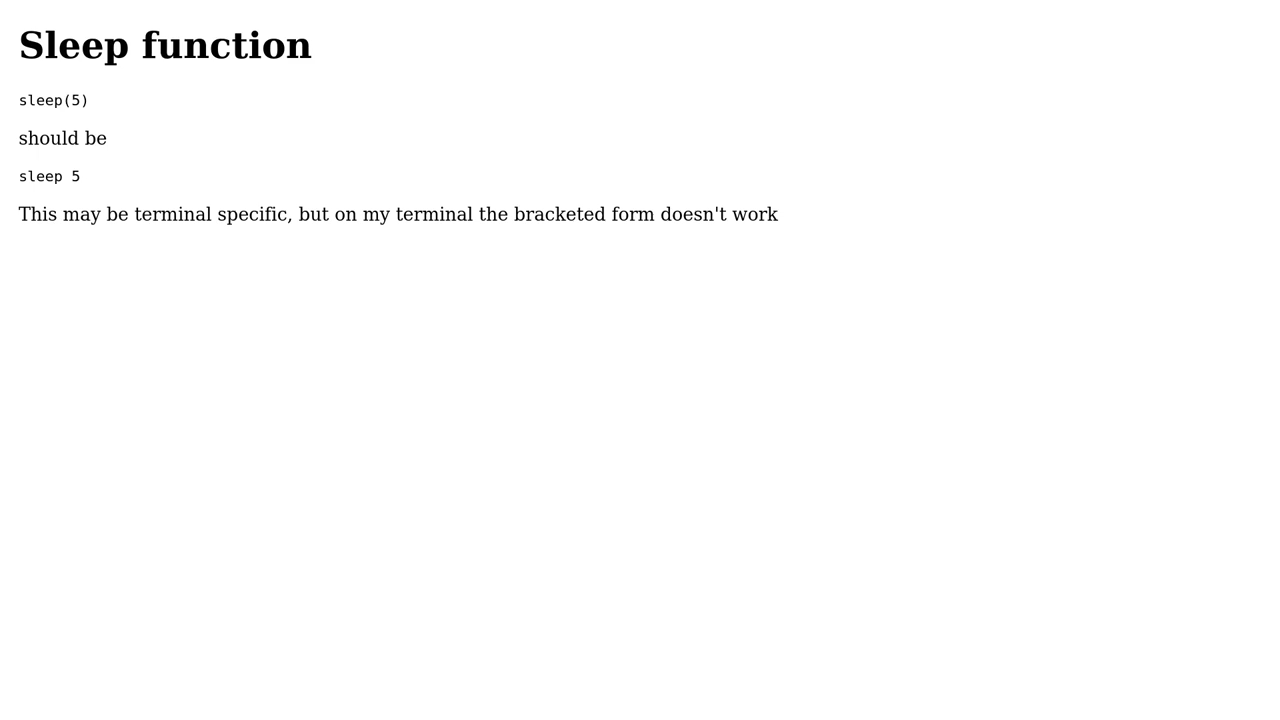 Sleep function
sleep(5)
should be
sleep 5
This may be terminal specific, but on my terminal the bracketed form doesn't work